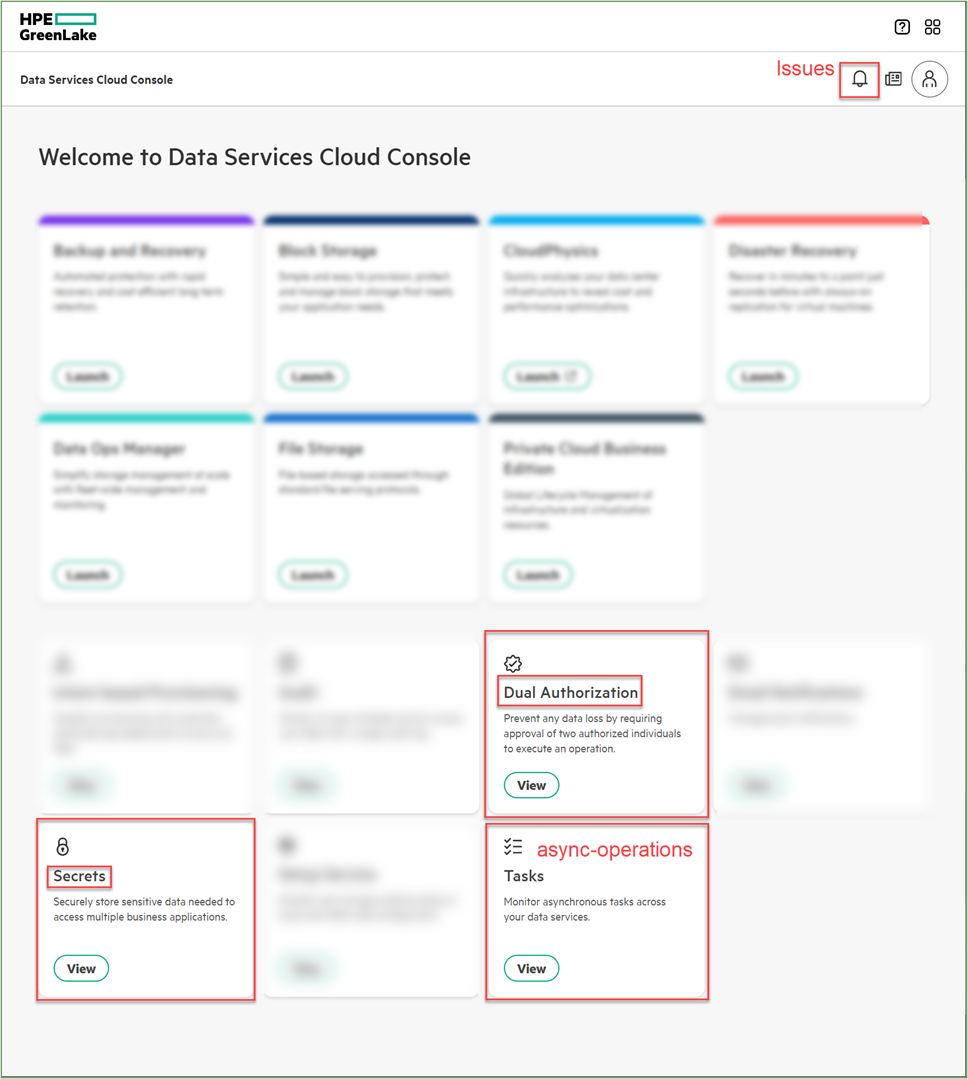 HPE
GreenLake
Data Services Cloud Console
Issues
Welcome to Data Services Cloud Console
Backup and Recovery
Automated protection with rapid
recovery and cost efficient long term
retention.
Launch
Block Storage
Simple and easy to provision, protect,
and manage block storage that meets
your application needs.
Launch
CloudPhysics
Quickly analyzes your data center
infrastructure to reveal cost and
performance optimizations.
Launch
Disaster Recovery
Recover in minutes to a point just
seconds before with always-on
replication for virtual machines.
Launch
Data Ops Manager
Simplify storage management at scale
with fleet-wide management and
monitoring.
Launch
File Storage
File based storage accessed through
standard file serving protocols.
Launch
Private Cloud Business
Edition
Global Lifecycle Management of
infrastructure and virtualization
resources.
Launch
Dual Authorization
Prevent any data loss by requiring
approval of two authorized individuals
to execute an operation.
View
Secrets
Securely store sensitive data needed to
access multiple business applications.
View
async-operations
Tasks
Monitor asynchronous tasks across
your data services.
View